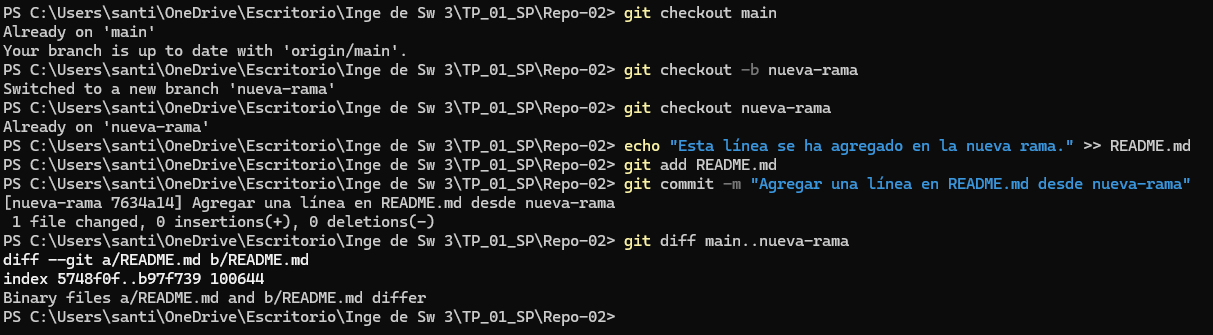 PS C:\Users\santi\OneDrive\Escritorio\Inge de Sw 3\TP_01_SP\Repo-02> git checkout main
Already on 'main'
Your branch is up to date with 'origin/main'.
PS C:\Users\santi\OneDrive\Escritorio\Inge de Sw 3\TP_01_SP\Repo-02> git checkout -b nueva-rama
Switched to a new branch 'nueva-rama'
PS C:\Users\santi\OneDrive\Escritorio\Inge de Sw 3\TP_01_SP\Repo-02> git checkout nueva-rama
Already on 'nueva-rama'
PS C:\Users\santi\OneDrive\Escritorio\Inge de Sw 3\TP_01_SP\Repo-02> echo "Esta línea se ha agregado en la nueva rama." >> README.md
PS C:\Users\santi\OneDrive\Escritorio\Inge de Sw 3\TP_01_SP\Repo-02> git add README.md
PS C:\Users\santi\OneDrive\Escritorio\Inge de Sw 3\TP_01_SP\Repo-02> git commit -m "Agregar una línea en README.md desde nueva-rama"
[nueva-rama 7634a14] Agregar una línea en README.md desde nueva-rama
 1 file changed, 0 insertions(+), 0 deletions(-)
PS C:\Users\santi\OneDrive\Escritorio\Inge de Sw 3\TP_01_SP\Repo-02> git diff main..nueva-rama
diff --git a/README.md b/README.md
index 5748f0f..b97f739 100644
Binary files a/README.md and b/README.md differ
PS C:\Users\santi\OneDrive\Escritorio\Inge de Sw 3\TP_01_SP\Repo-02>